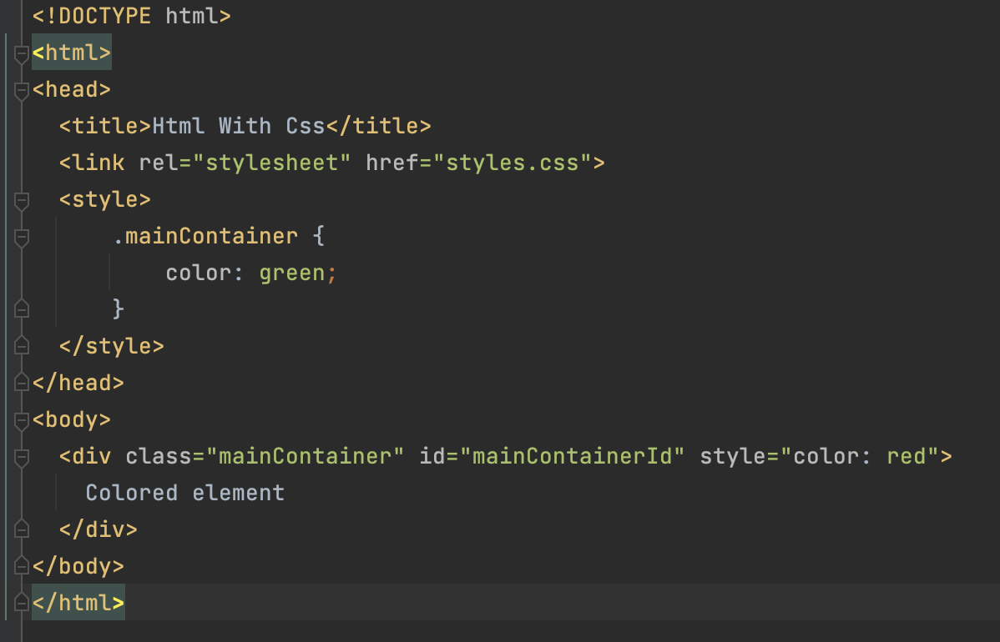 <!DOCTYPE html>
<html>
<head>
  <title>Html With Css</title>
  <link rel="stylesheet" href="styles.css">
  <style>
      .mainContainer {
          color: green;
      }
  </style>
</head>
<body>
  <div class="mainContainer" id="mainContainerId" style="color: red">
    Colored element
  </div>
</body>
</html>